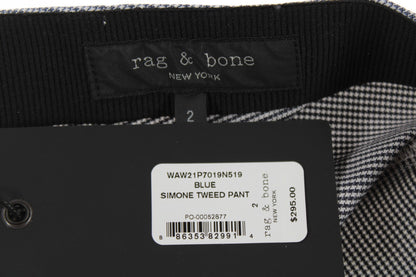 rag & bone
NEW YORK
2
WAW21P7019N519
BLUE
SIMONE TWEED PANT
PO-00052877
8 86353 82991 4
2
rag & bone
NEW YORK
$295.00